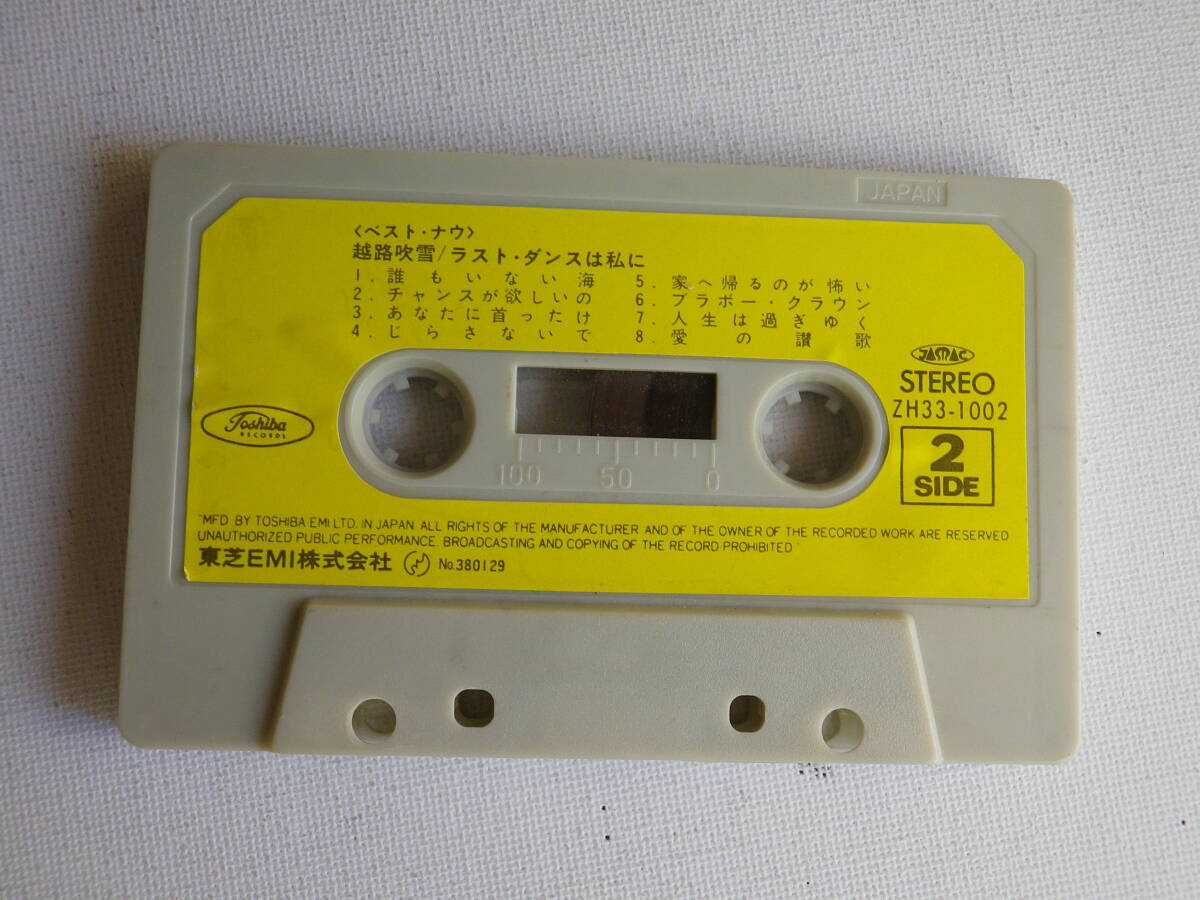 JAPAN
〈ベスト・ナウ〉
越路吹雪/ラスト・ダンスは私に
1. 誰もいない海
2. チャンスが欲しいの
3. あなたに首ったけ
4. じらさないで
5. 家へ帰るのが怖い
6. ブラボー・クラウン
7. 人生は過ぎゆく
8. 愛の讃歌
JASRAC
STEREO
ZH33-1002
2
SIDE
Toshiba
RECORDS
100 50 0
"MFD BY TOSHIBA EMI LTD. IN JAPAN ALL RIGHTS OF THE MANUFACTURER AND OF THE OWNER OF THE RECORDED WORK ARE RESERVED
UNAUTHORIZED PUBLIC PERFORMANCE BROADCASTING AND COPYING OF THE RECORD PROHIBITED"
東芝EMI株式会社 No.380129